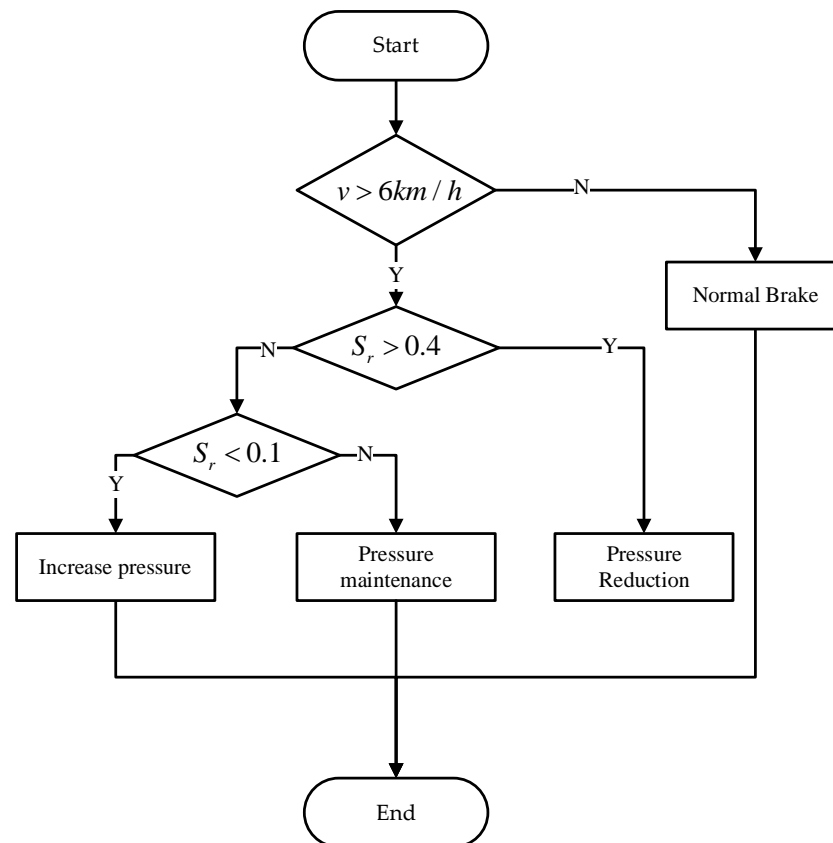 Start
v > 6km / h
N
Y
Normal Brake
S_r > 0.4
N
Y
S_r < 0.1
Y
N
Increase pressure
Pressure
maintenance
Pressure
Reduction
End